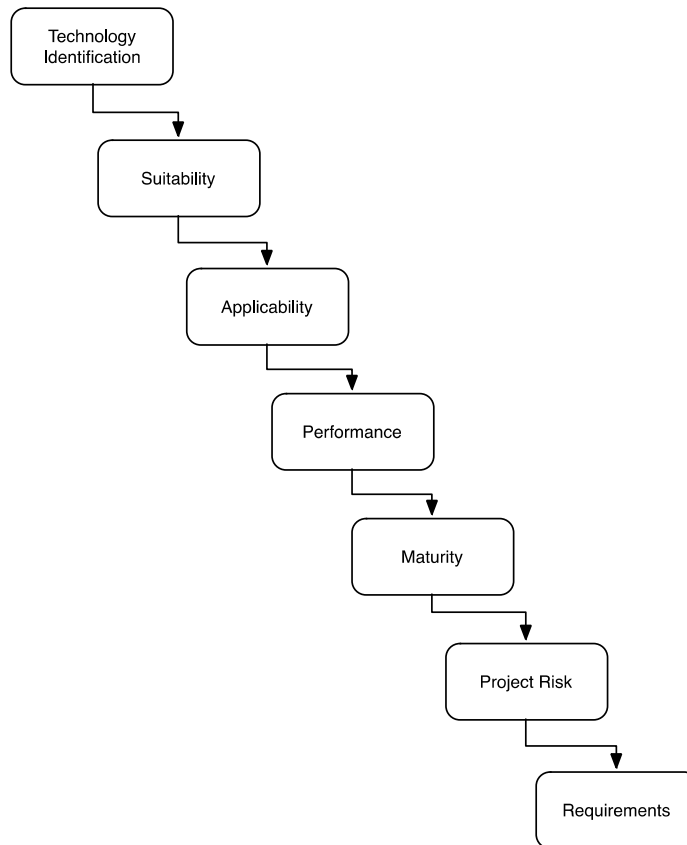 Technology
Identification
Suitability
Applicability
Performance
Maturity
Project Risk
Requirements